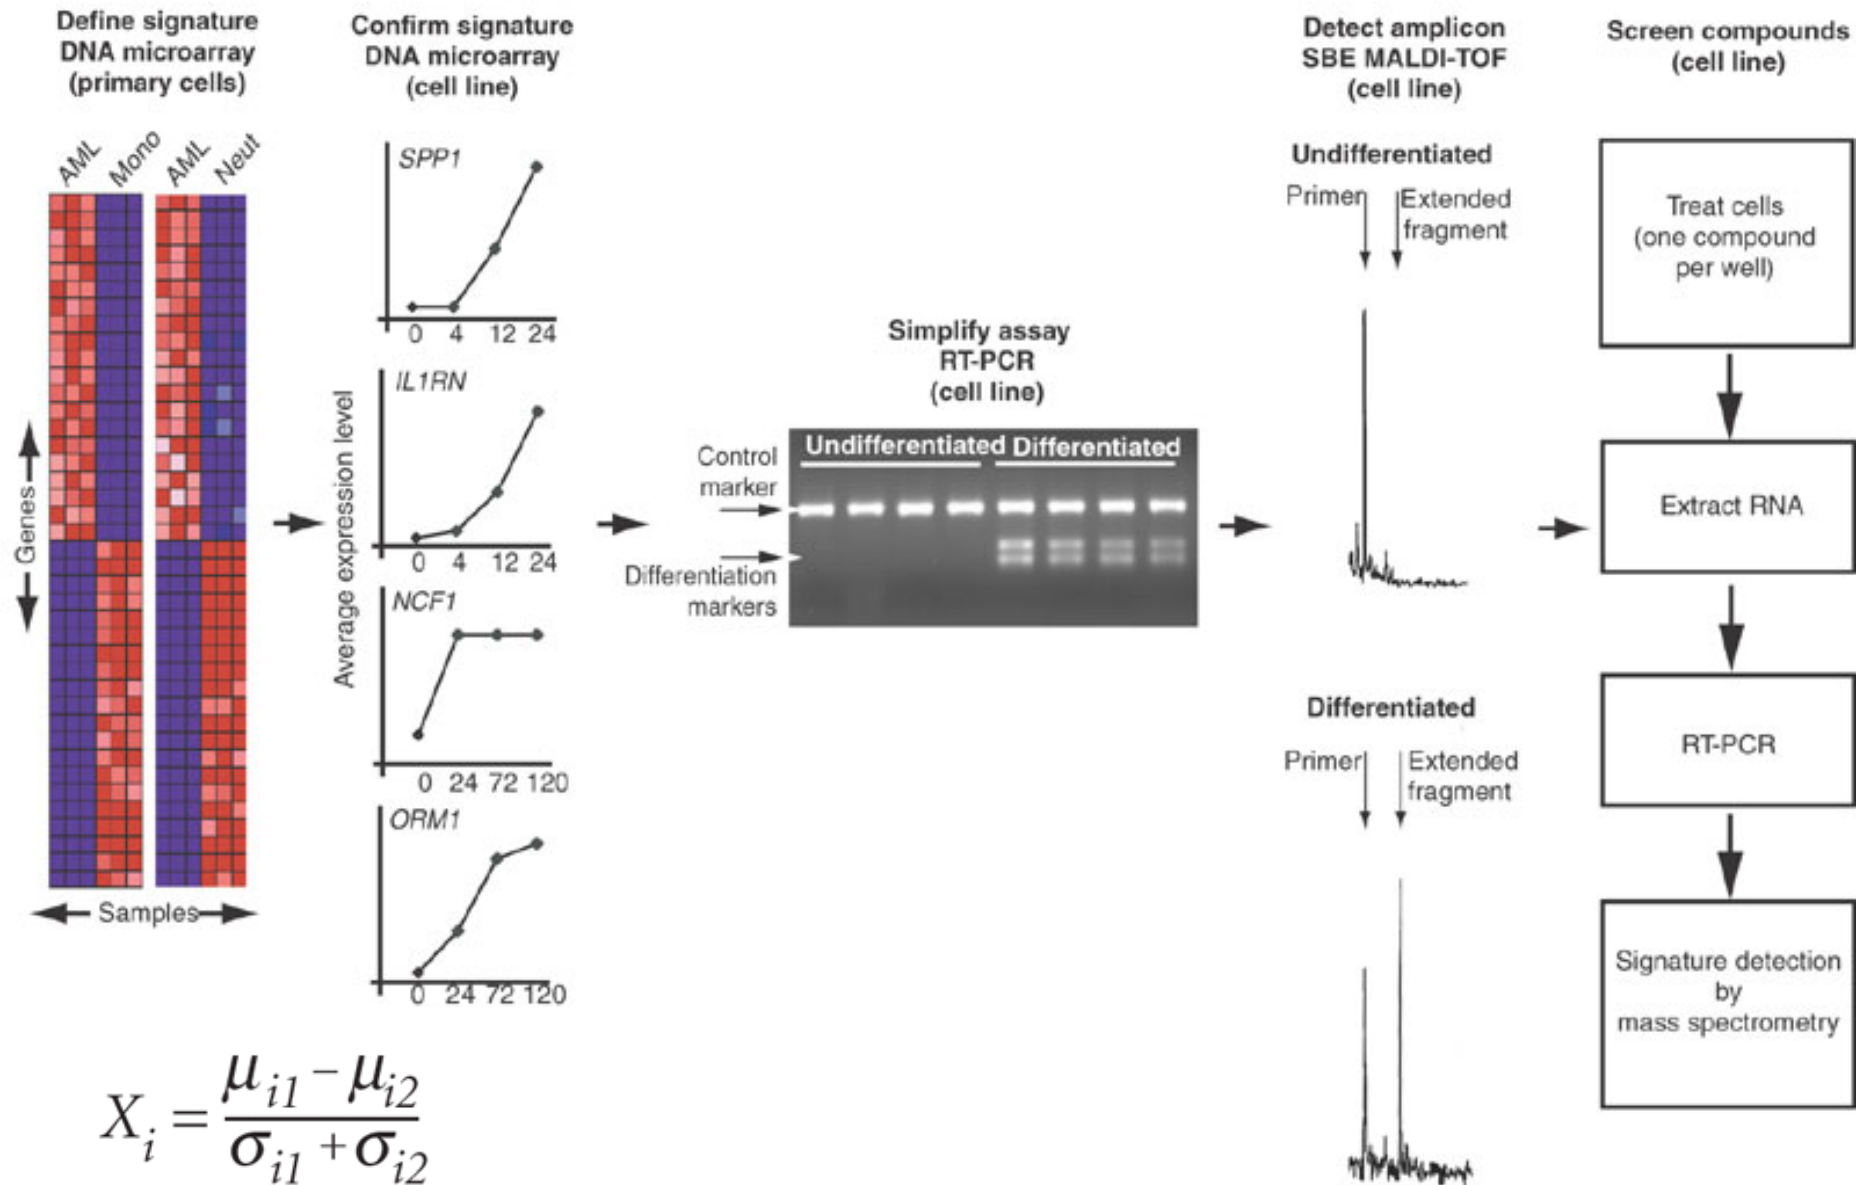 Define signature
DNA microarray
(primary cells)
AML
Mono
AML
Neut
Genes
Samples
Confirm signature
DNA microarray
(cell line)
Average expression level
SPP1
0 4 12 24
IL1RN
0 4 12 24
NCF1
0 24 72 120
ORM1
0 24 72 120
Simplify assay
RT-PCR
(cell line)
Undifferentiated Differentiated
Control
marker
Differentiation
markers
Detect amplicon
SBE MALDI-TOF
(cell line)
Undifferentiated
Primer
Extended
fragment
Differentiated
Primer
Extended
fragment
Screen compounds
(cell line)
Treat cells
(one compound
per well)
Extract RNA
RT-PCR
Signature detection
by
mass spectrometry
X_i = (μ_i1 − μ_i2) / (σ_i1 + σ_i2)